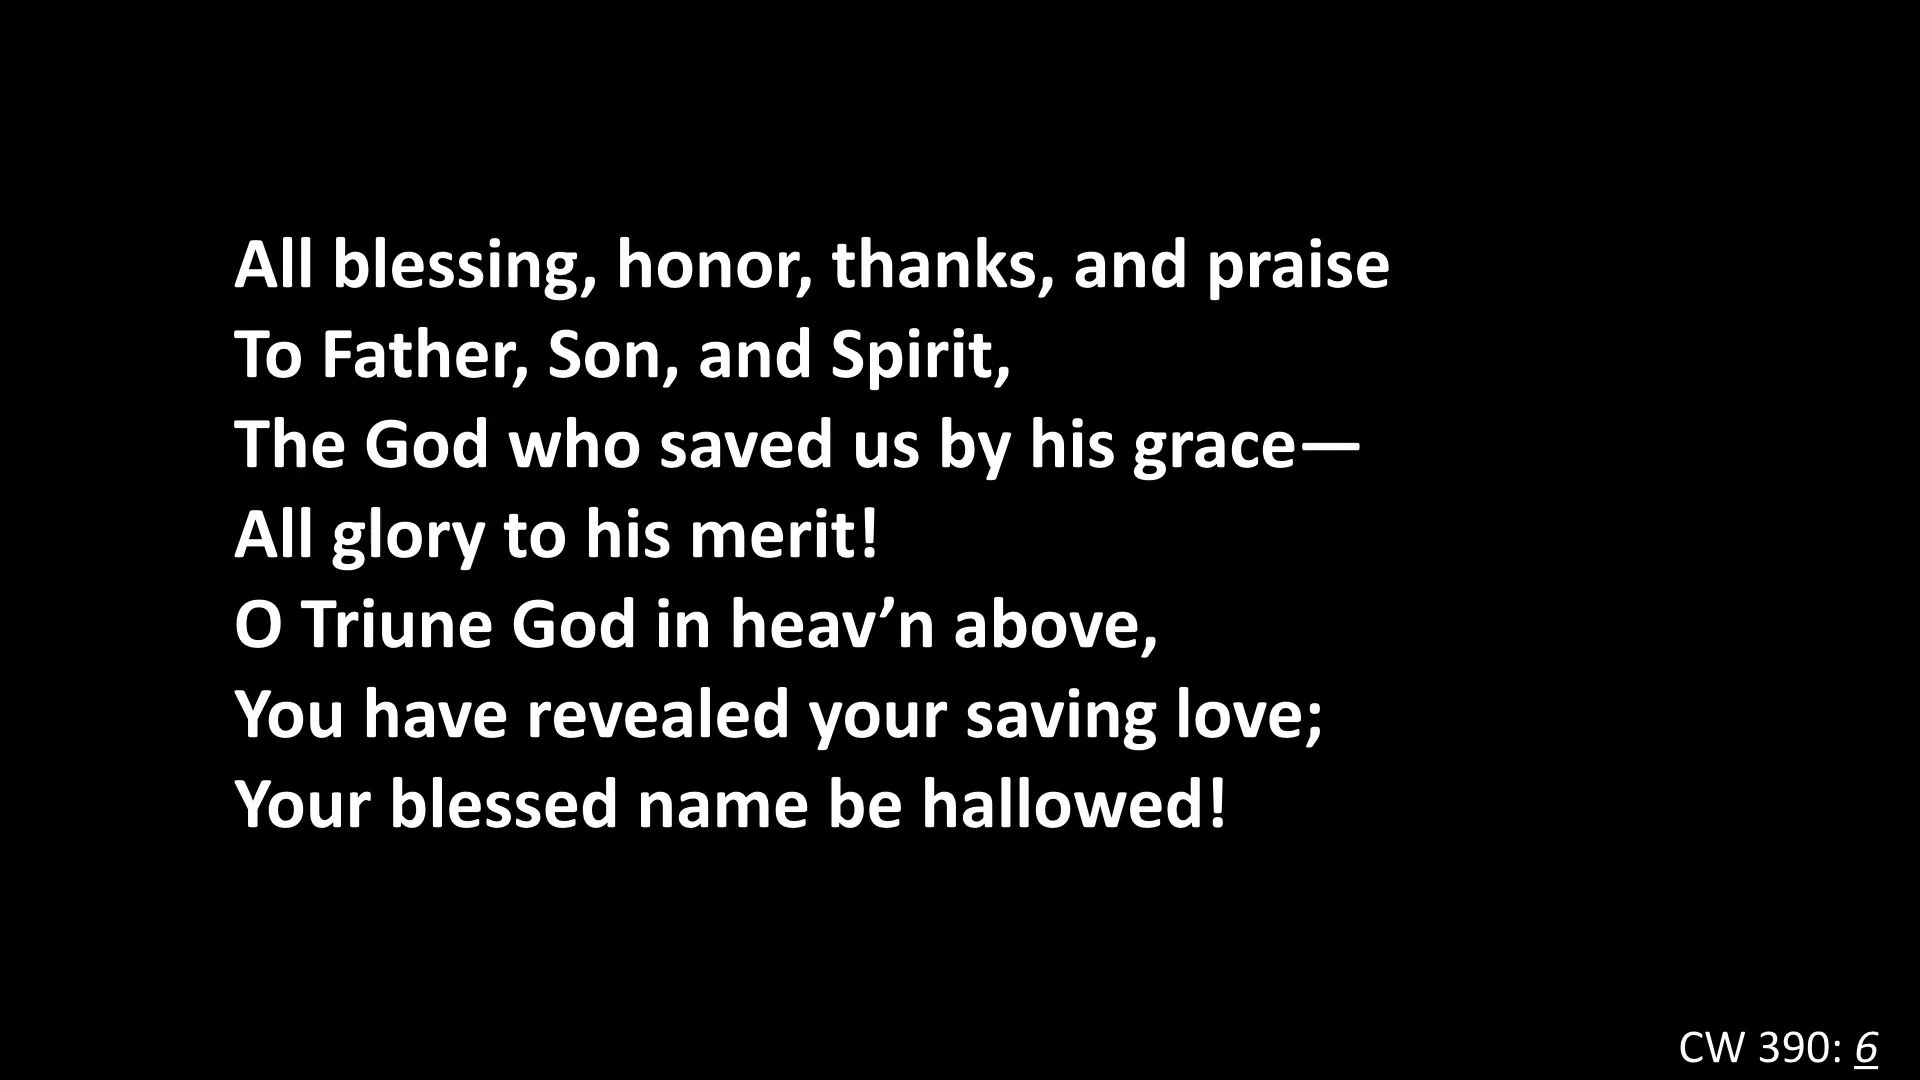 All blessing, honor, thanks, and praise
To Father, Son, and Spirit,
The God who saved us by his grace—
All glory to his merit!
O Triune God in heav’n above,
You have revealed your saving love;
Your blessed name be hallowed!
CW 390: 6